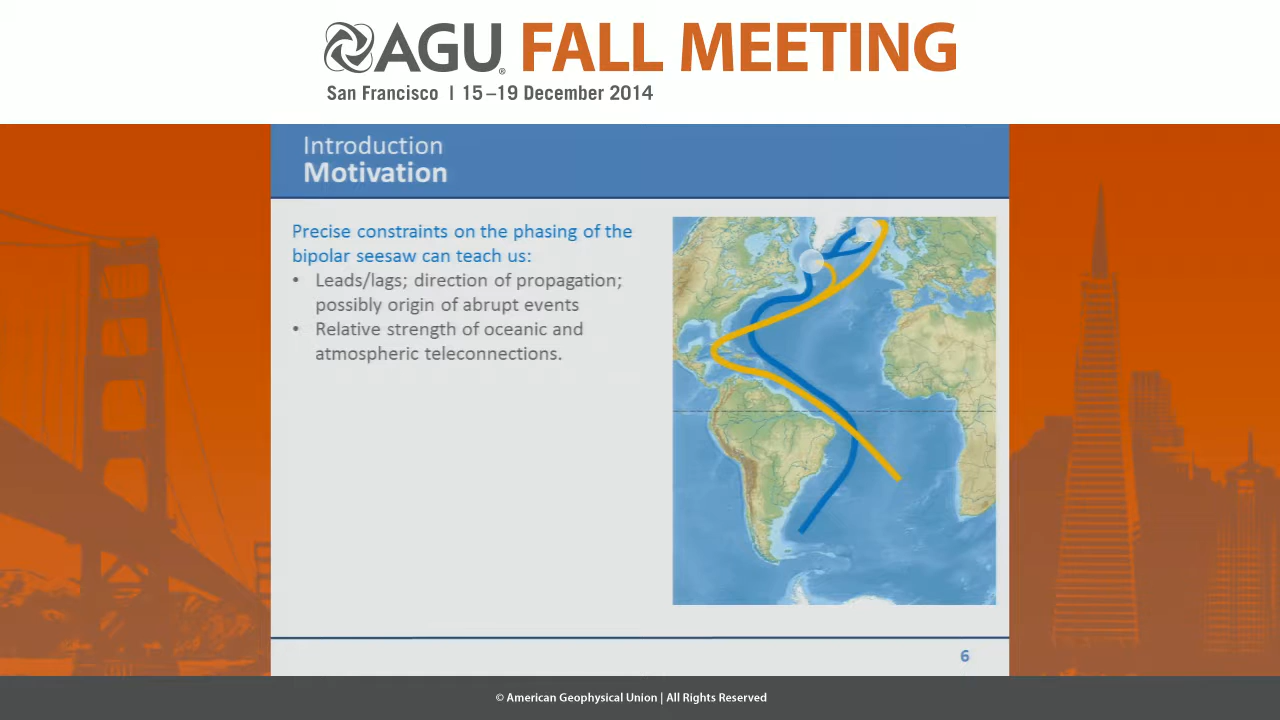 AGU® FALL MEETING
San Francisco | 15–19 December 2014
Introduction
Motivation
Precise constraints on the phasing of the
bipolar seesaw can teach us:
• Leads/lags; direction of propagation;
possibly origin of abrupt events
• Relative strength of oceanic and
atmospheric teleconnections.
6
© American Geophysical Union | All Rights Reserved